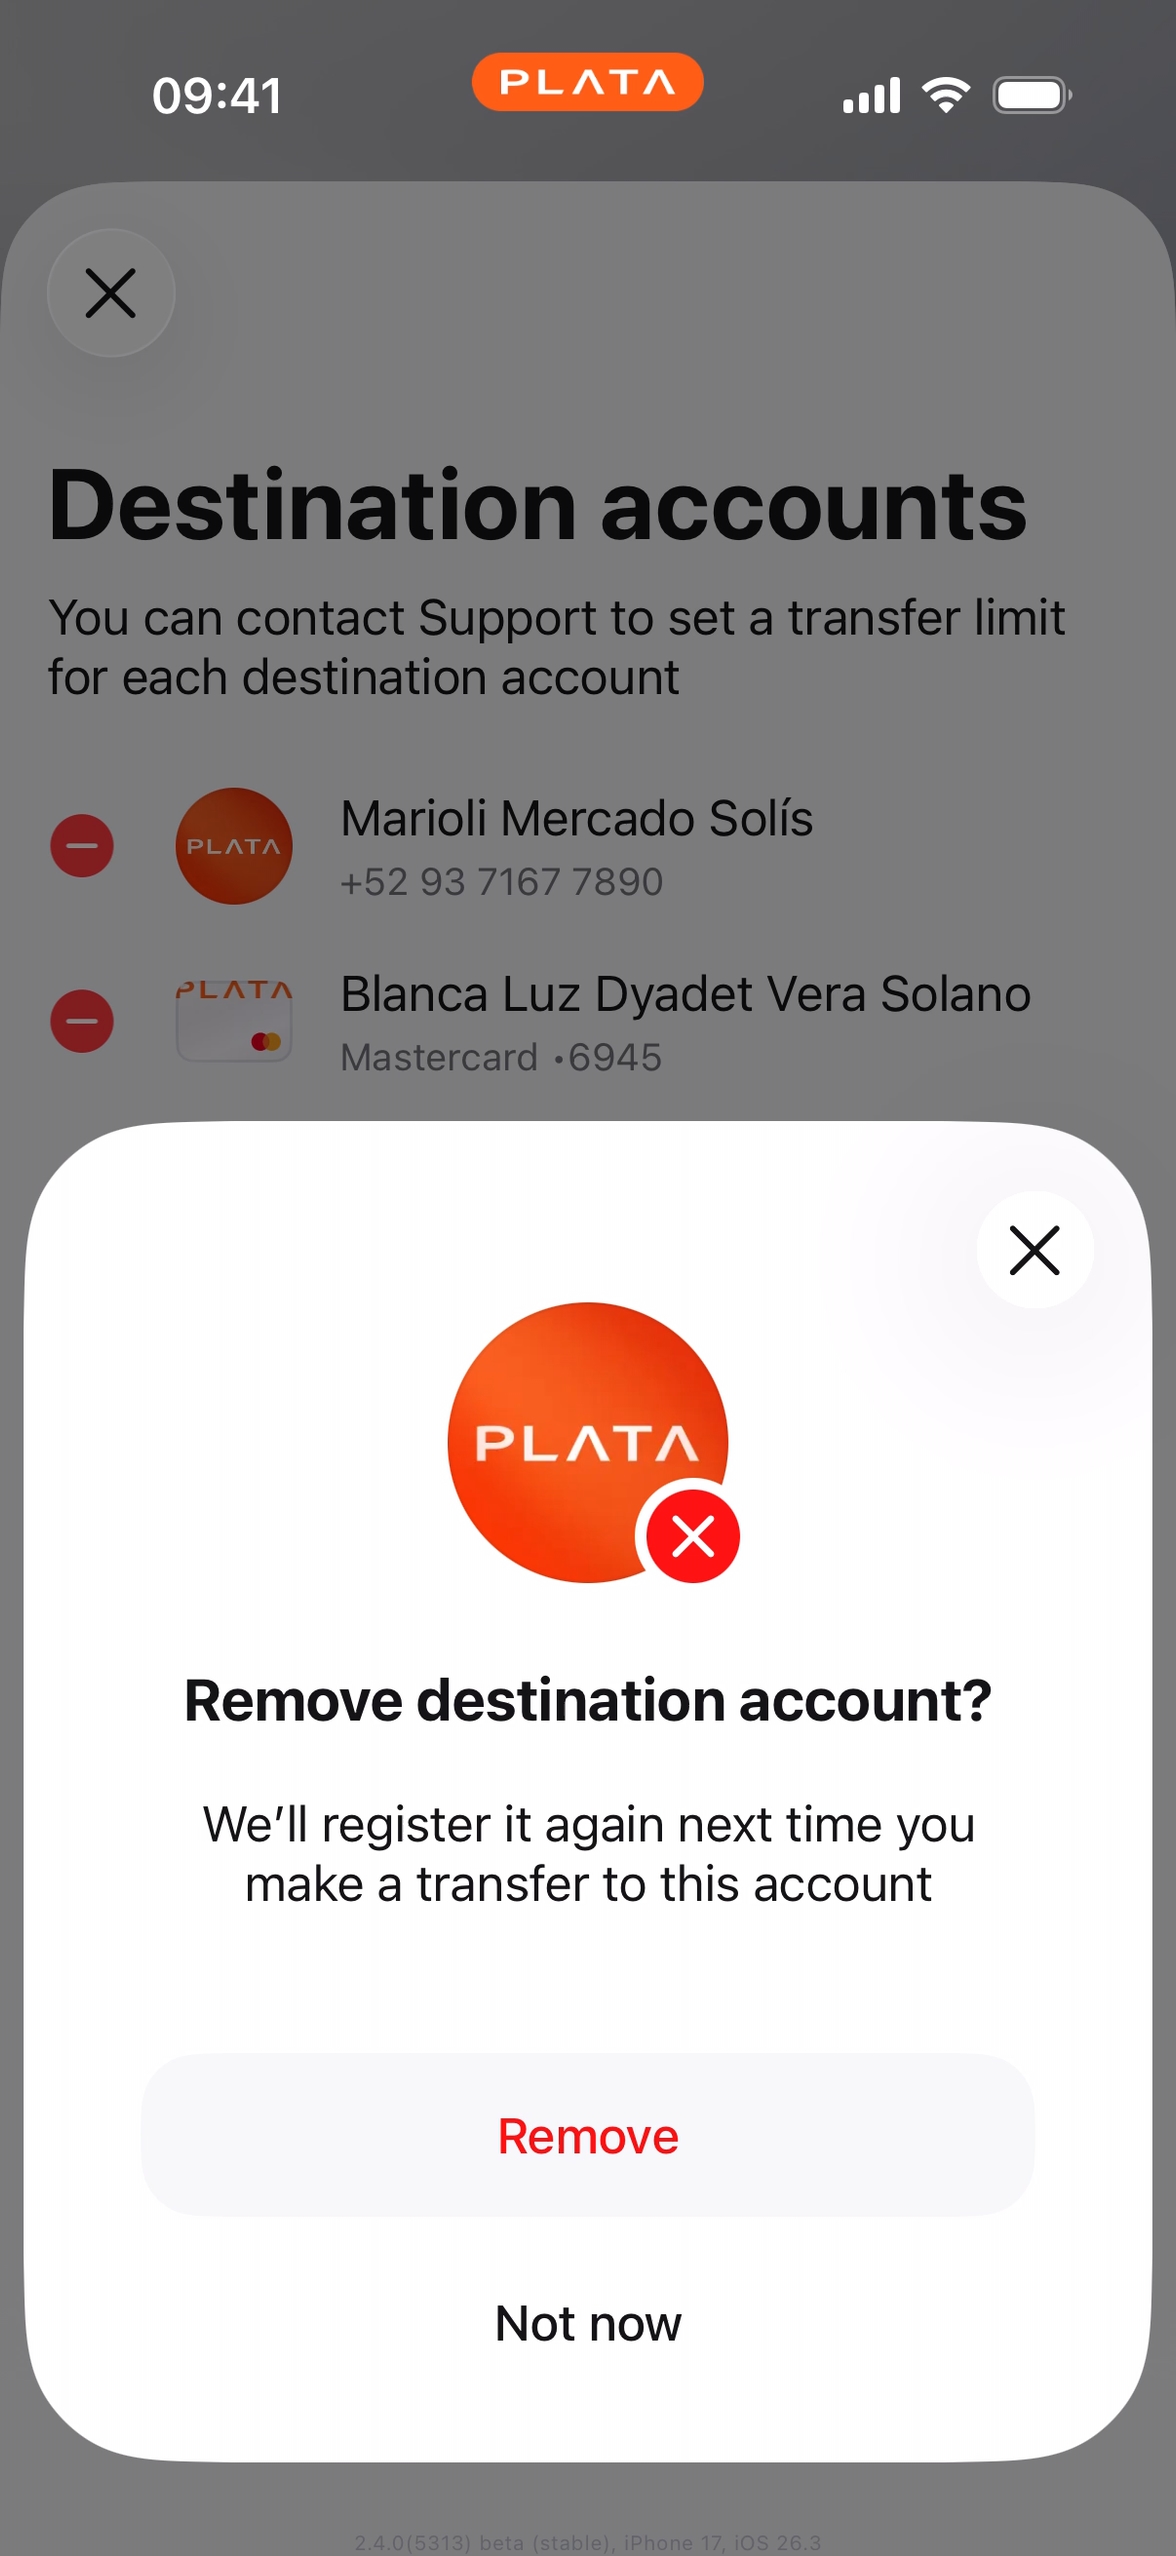 09:41
PLATA
Destination accounts
You can contact Support to set a transfer limit
for each destination account
PLATA
Marioli Mercado Solís
+52 93 7167 7890
PLATA
Blanca Luz Dyadet Vera Solano
Mastercard •6945
PLATA
Remove destination account?
We’ll register it again next time you
make a transfer to this account
Remove
Not now
2.4.0(5313) beta (stable), iPhone 17, iOS 26.3